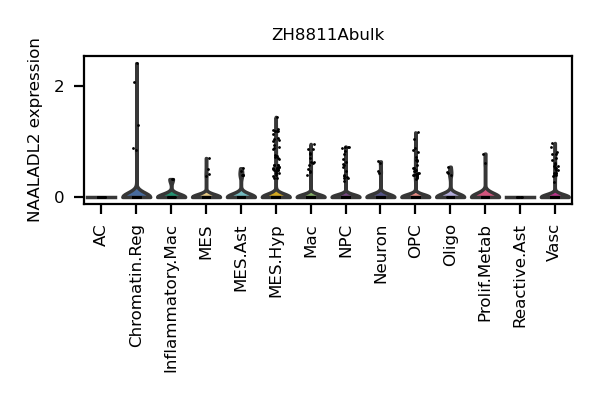 ZH8811Abulk
NAALADL2 expression
2
0
AC
Chromatin.Reg
Inflammatory.Mac
MES
MES.Ast
MES.Hyp
Mac
NPC
Neuron
OPC
Oligo
Prolif.Metab
Reactive.Ast
Vasc